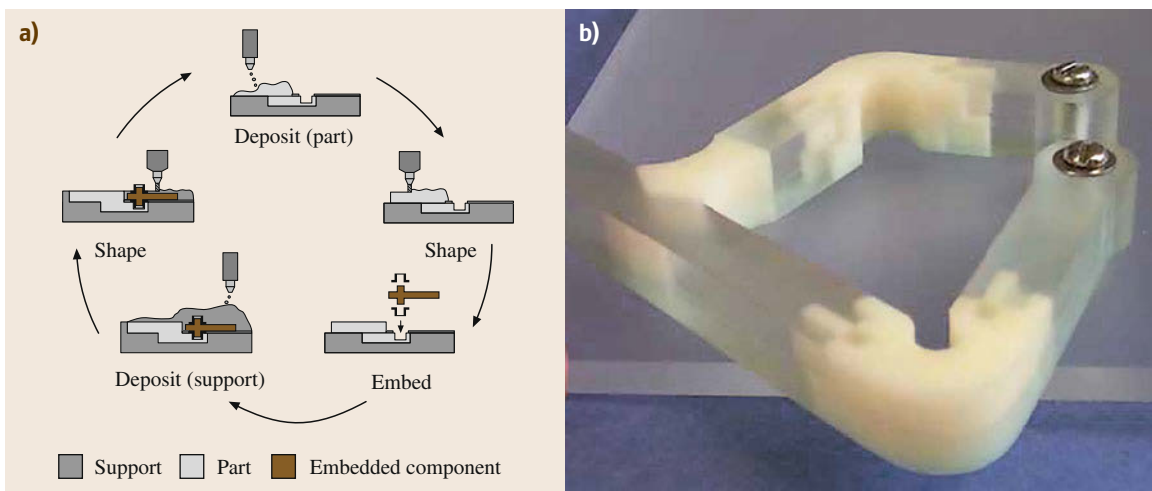 a)
Deposit (part)
Shape
Shape
Deposit (support)
Embed
Support
Part
Embedded component
b)